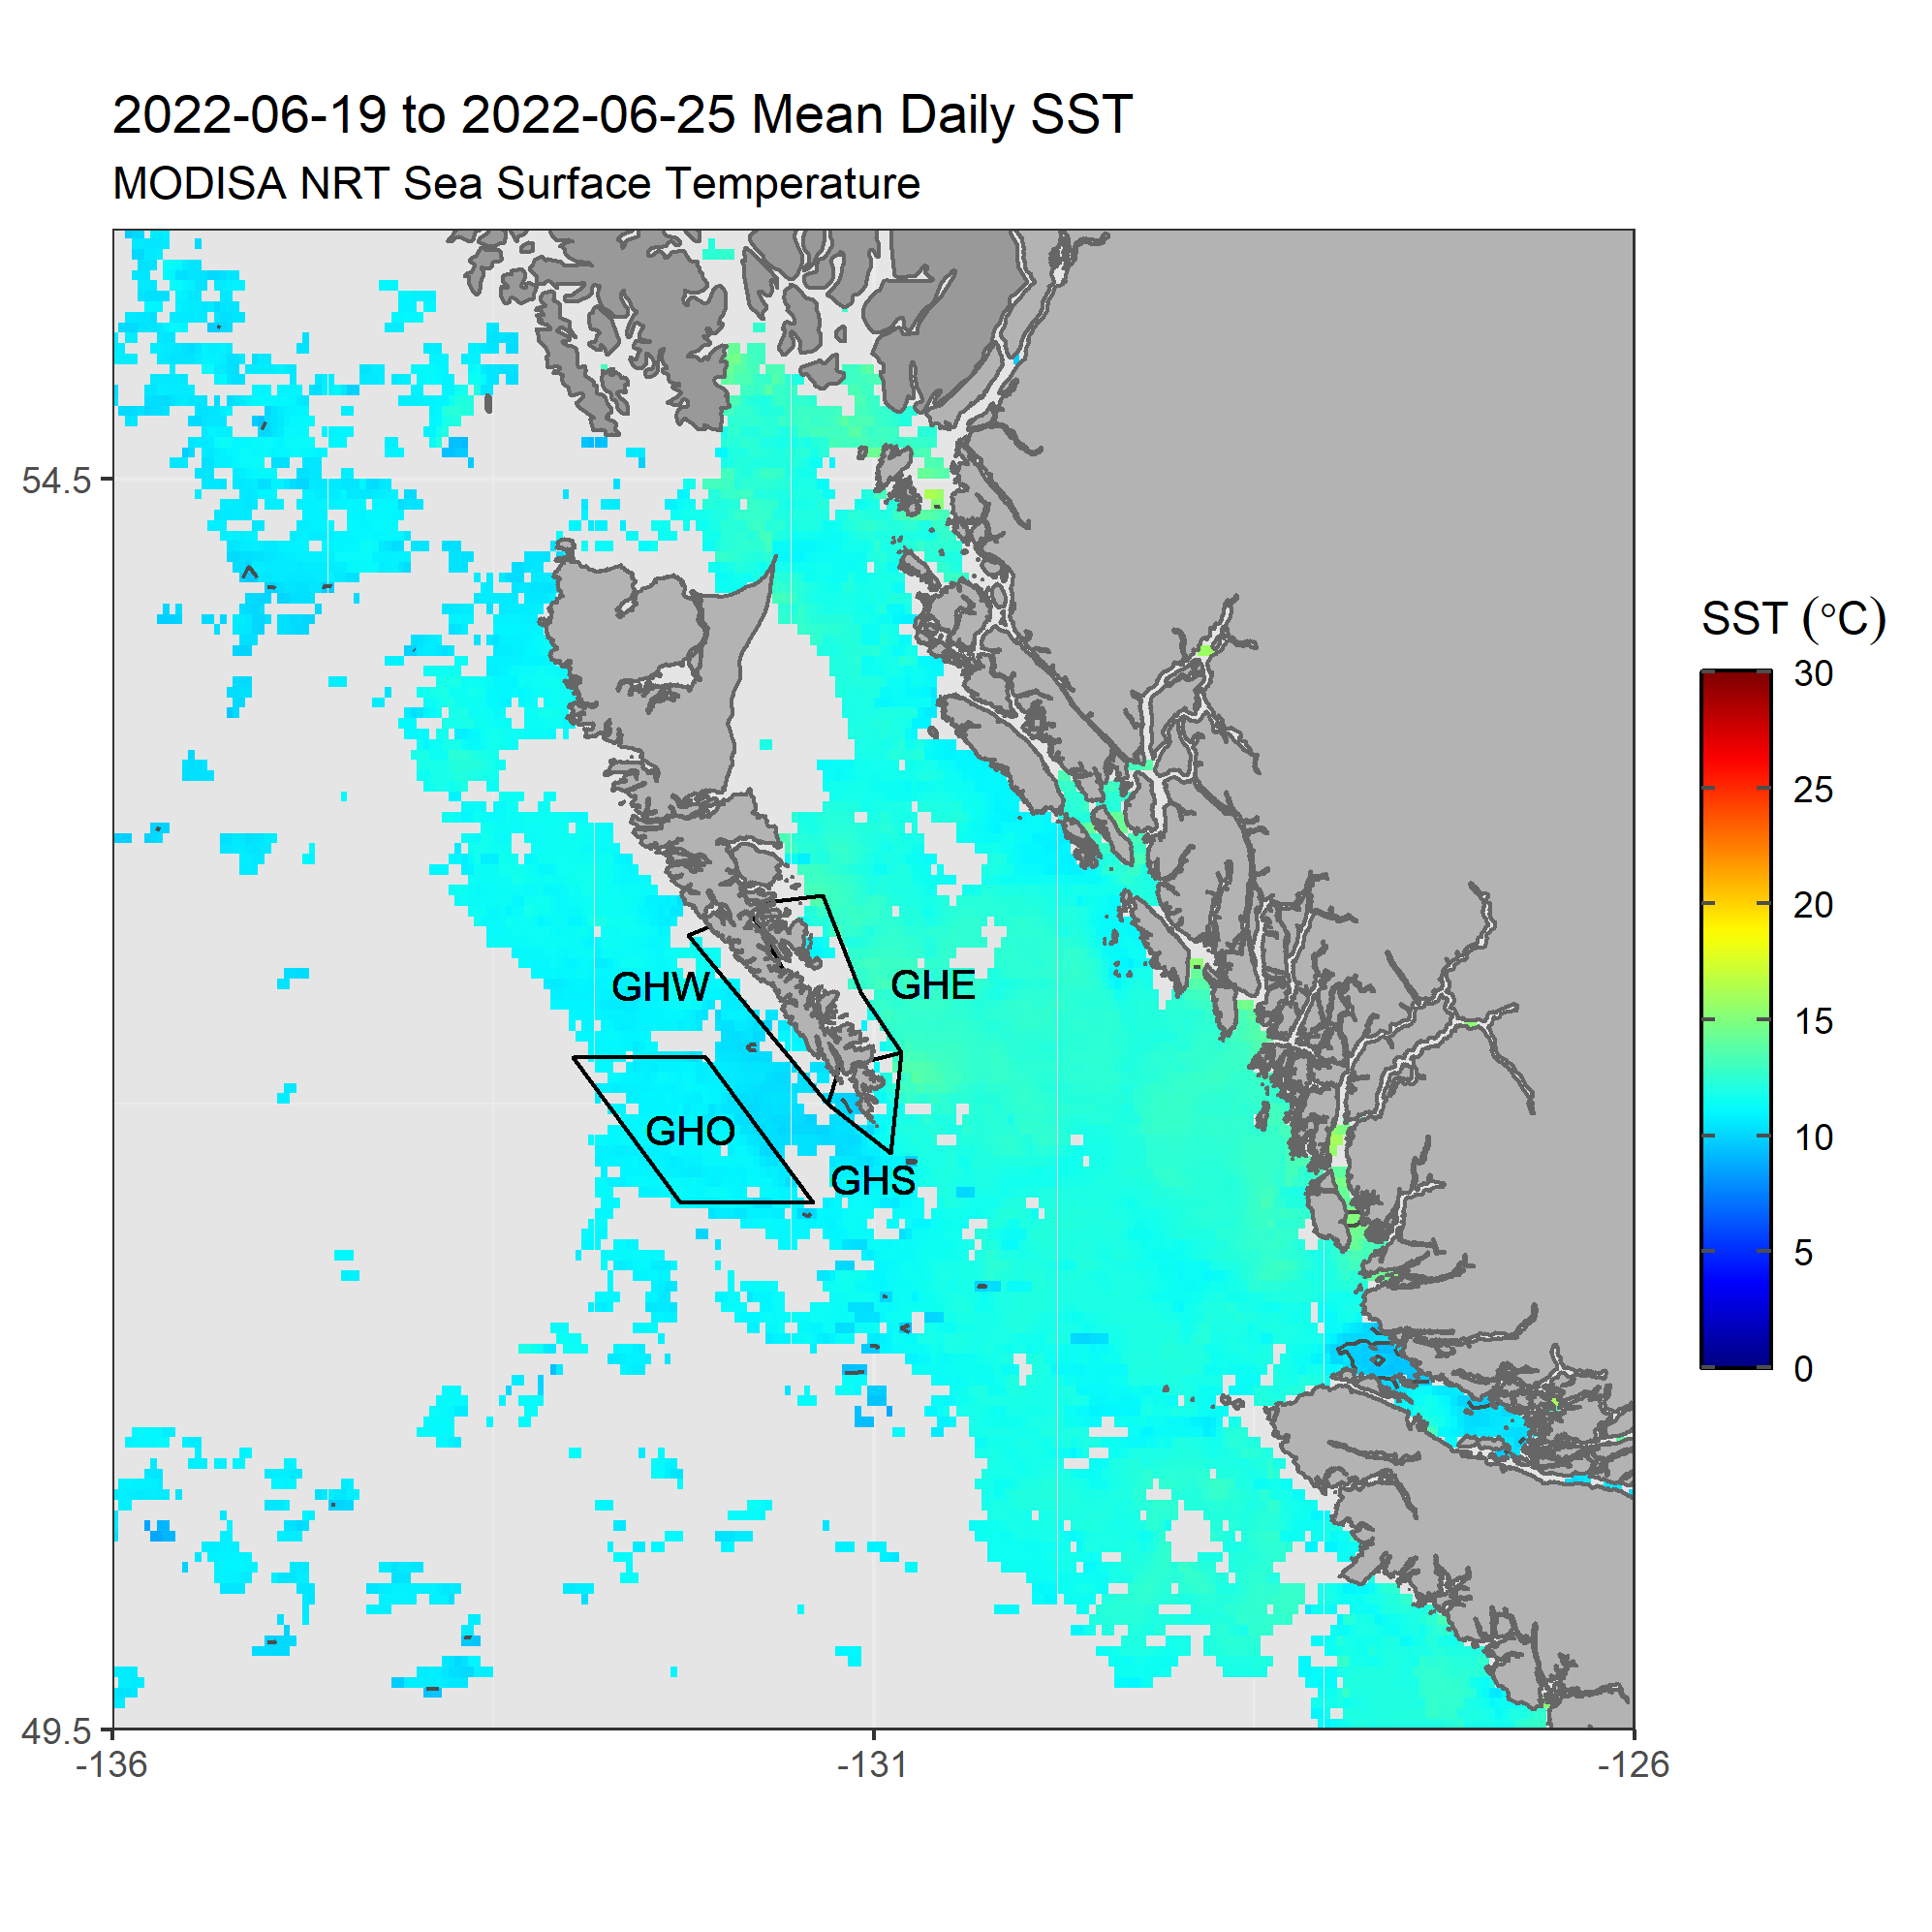 2022-06-19 to 2022-06-25 Mean Daily SST
MODISA NRT Sea Surface Temperature
54.5
49.5
-136
-131
-126
GHW
GHE
GHO
GHS
SST (°C)
30
25
20
15
10
5
0